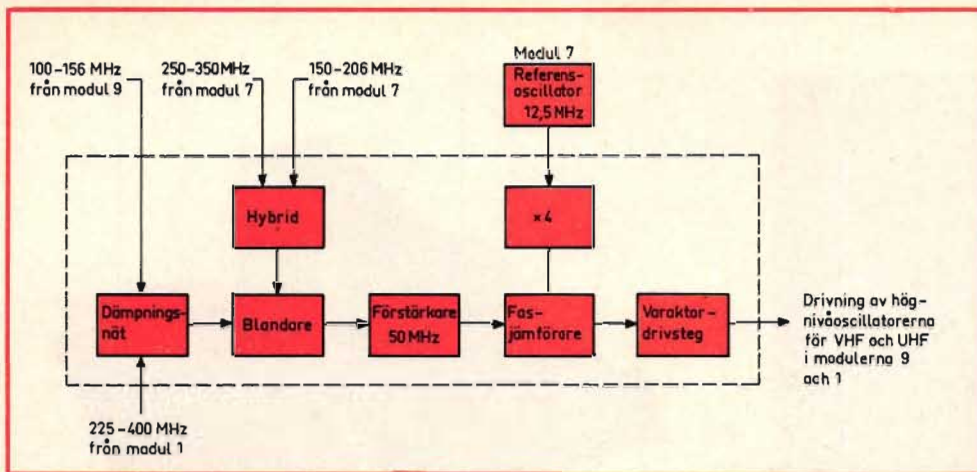 100–156 MHz
från modul 9
250–350MHz
från modul 7
150–206 MHz
från modul 7
Modul 7
Referens-
oscillator
12,5 MHz
Hybrid
×4
Dämpnings-
nät
Blandare
Förstärkare
50 MHz
Fas-
jämförare
Varaktor-
drivsteg
Drivning av hög-
nivåoscillatorerna
för VHF och UHF
i modulerna 9
och 1
225–400 MHz
från modul 1